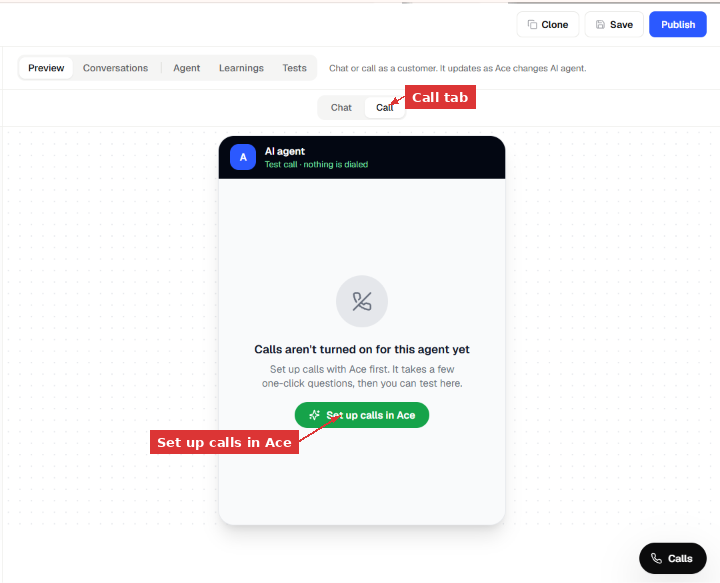 Clone
Save
Publish
Preview
Conversations
Agent
Learnings
Tests
Chat or call as a customer. It updates as Ace changes AI agent.
Chat
Call
Call tab
A
AI agent
Test call · nothing is dialed
Calls aren't turned on for this agent yet
Set up calls with Ace first. It takes a few
one-click questions, then you can test here.
Set up calls in Ace
Set up calls in Ace
Calls